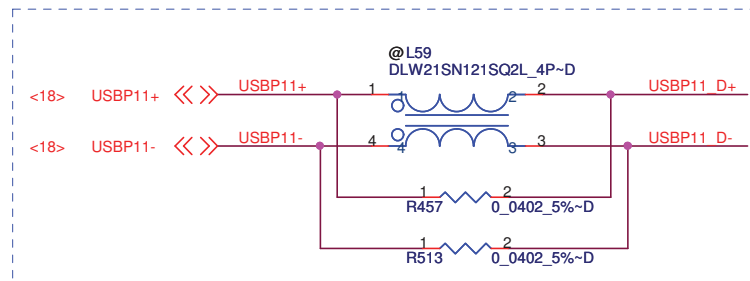 @ L59
DLW21SN121SQ2L_4P~D
<18> USBP11+ USBP11+ 1 1 2 2 USBP11_D+
<18> USBP11- USBP11- 4 4 3 3 USBP11_D-
1 2
R457 0_0402_5%~D
1 2
R513 0_0402_5%~D